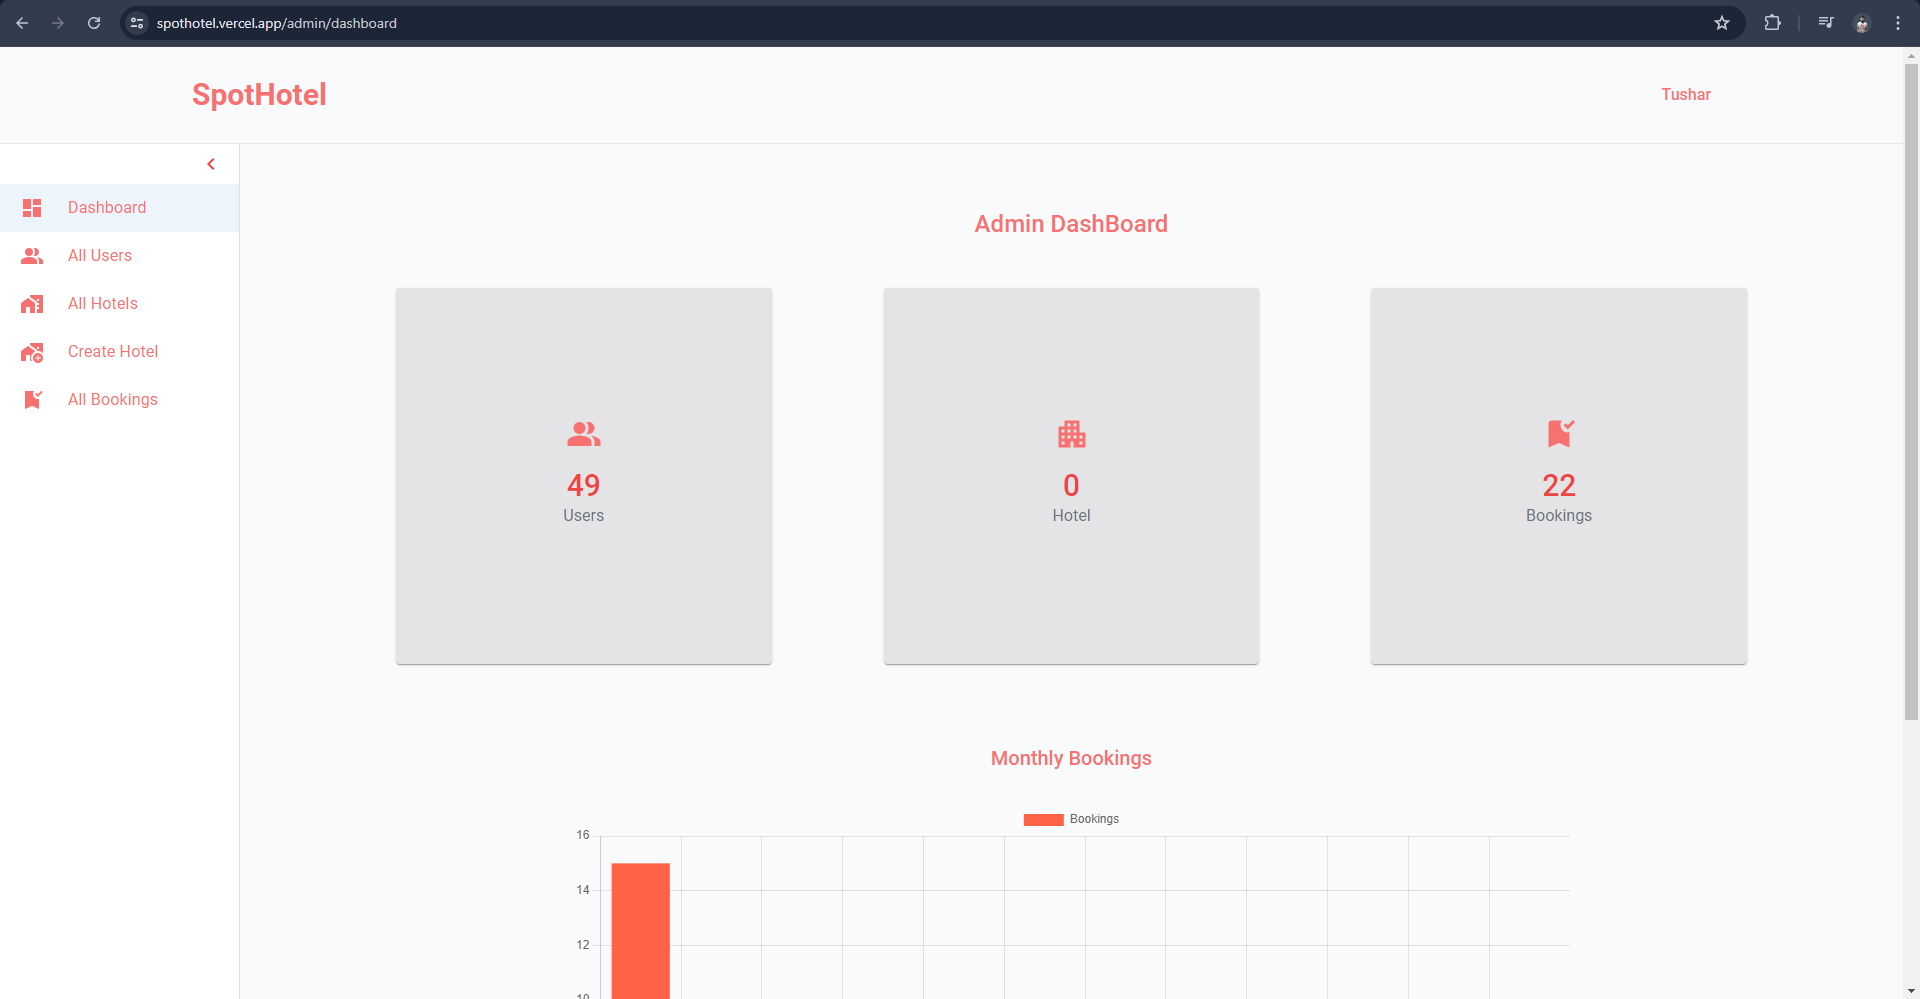 spothotel.vercel.app/admin/dashboard
SpotHotel
Tushar
Dashboard
All Users
All Hotels
Create Hotel
All Bookings
Admin DashBoard
49
Users
0
Hotel
22
Bookings
Monthly Bookings
Bookings
16
14
12
10